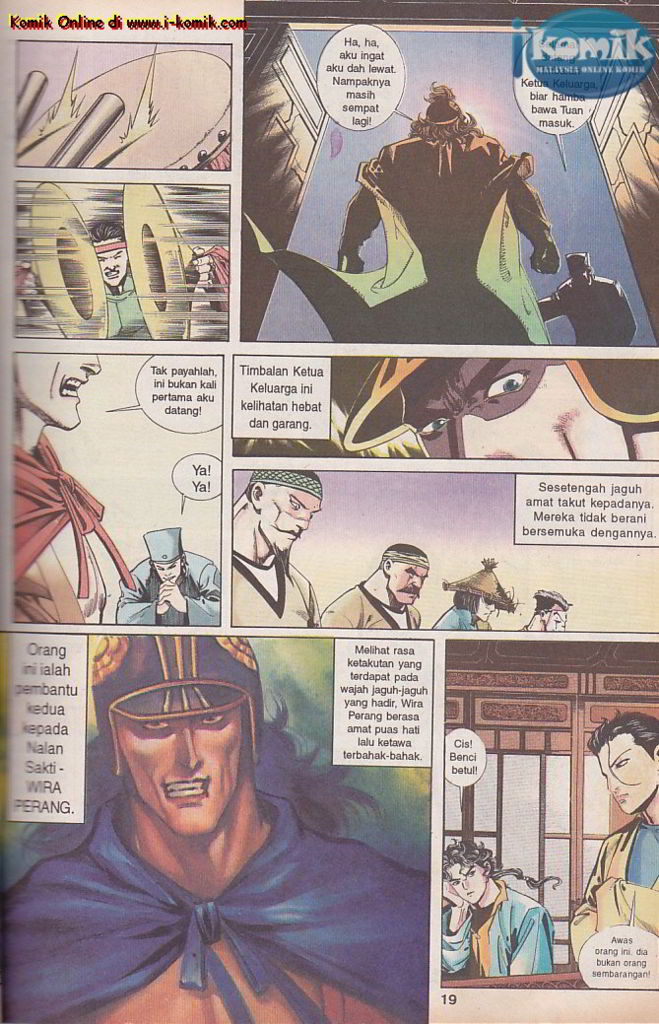 Komik Online di www.i-komik.com
ikomik
MALAYSIA ONLINE KOMIK
Ha, ha,
aku ingat
aku dah lewat.
Nampaknya
masih
sempat
lagi!
Ketua Keluarga,
biar hamba
bawa Tuan
masuk.
Tak payahlah,
ini bukan kali
pertama aku
datang!
Ya!
Ya!
Timbalan Ketua
Keluarga ini
kelihatan hebat
dan garang.
Sesetengah jaguh
amat takut kepadanya.
Mereka tidak berani
bersemuka dengannya.
Orang
ini ialah
pembantu
kedua
kepada
Nalan
Sakti -
WIRA
PERANG.
Melihat rasa
ketakutan yang
terdapat pada
wajah jaguh-jaguh
yang hadir, Wira
Perang berasa
amat puas hati
lalu ketawa
terbahak-bahak.
Cis!
Benci
betul!
Awas
orang ini, dia
bukan orang
sembarangan!
19